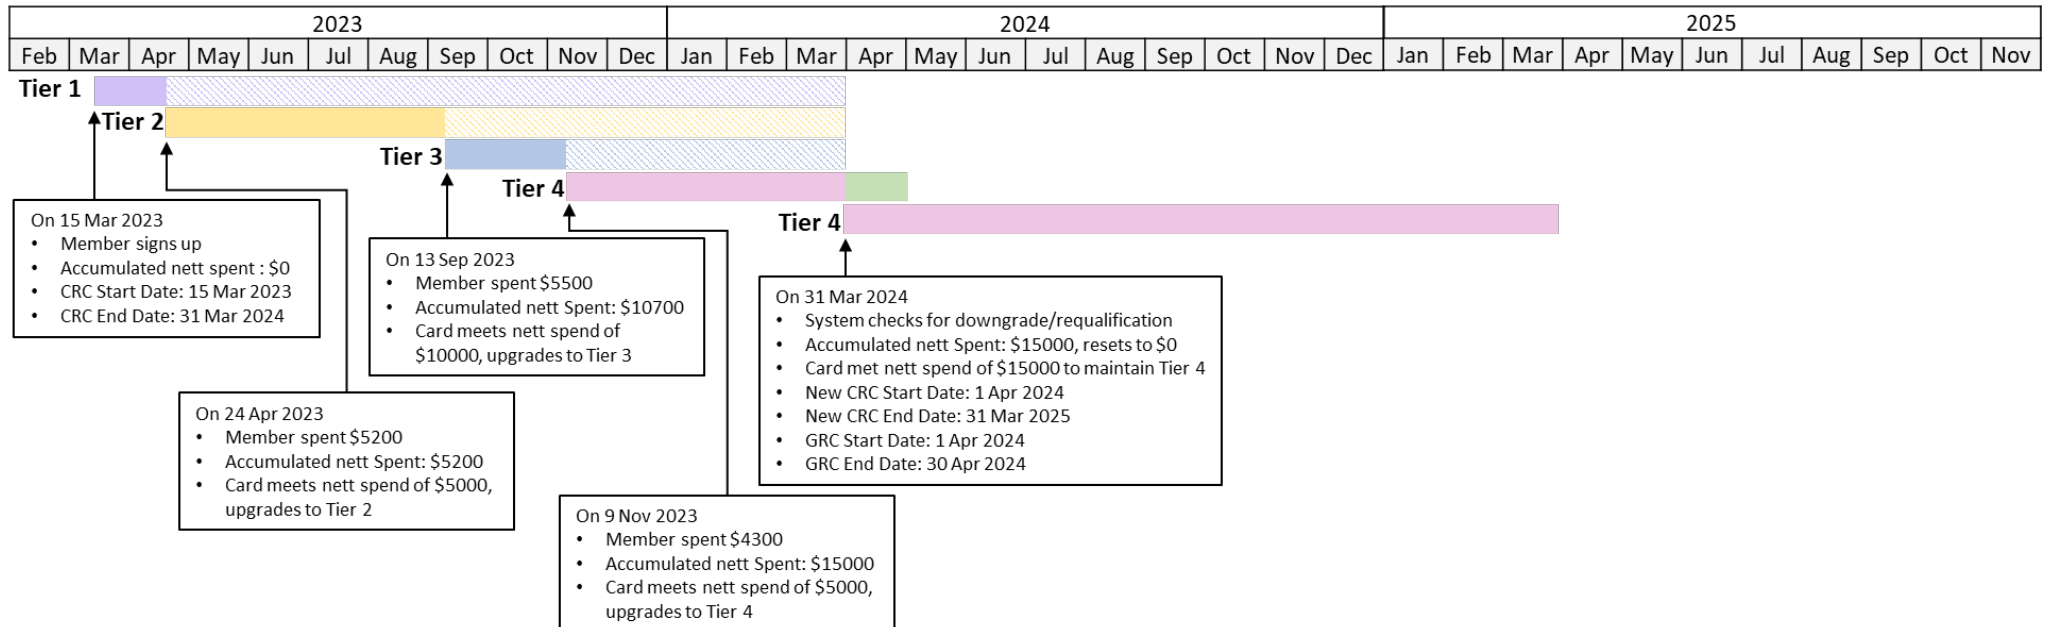 2023 2024 2025
Feb Mar Apr May Jun Jul Aug Sep Oct Nov Dec Jan Feb Mar Apr May Jun Jul Aug Sep Oct Nov Dec Jan Feb Mar Apr May Jun Jul Aug Sep Oct Nov
Tier 1
Tier 2
Tier 3
Tier 4
Tier 4
On 15 Mar 2023
• Member signs up
• Accumulated nett spent : $0
• CRC Start Date: 15 Mar 2023
• CRC End Date: 31 Mar 2024
On 24 Apr 2023
• Member spent $5200
• Accumulated nett Spent: $5200
• Card meets nett spend of $5000,
upgrades to Tier 2
On 13 Sep 2023
• Member spent $5500
• Accumulated nett Spent: $10700
• Card meets nett spend of
$10000, upgrades to Tier 3
On 9 Nov 2023
• Member spent $4300
• Accumulated nett Spent: $15000
• Card meets nett spend of $5000,
upgrades to Tier 4
On 31 Mar 2024
• System checks for downgrade/requalification
• Accumulated nett Spent: $15000, resets to $0
• Card met nett spend of $15000 to maintain Tier 4
• New CRC Start Date: 1 Apr 2024
• New CRC End Date: 31 Mar 2025
• GRC Start Date: 1 Apr 2024
• GRC End Date: 30 Apr 2024